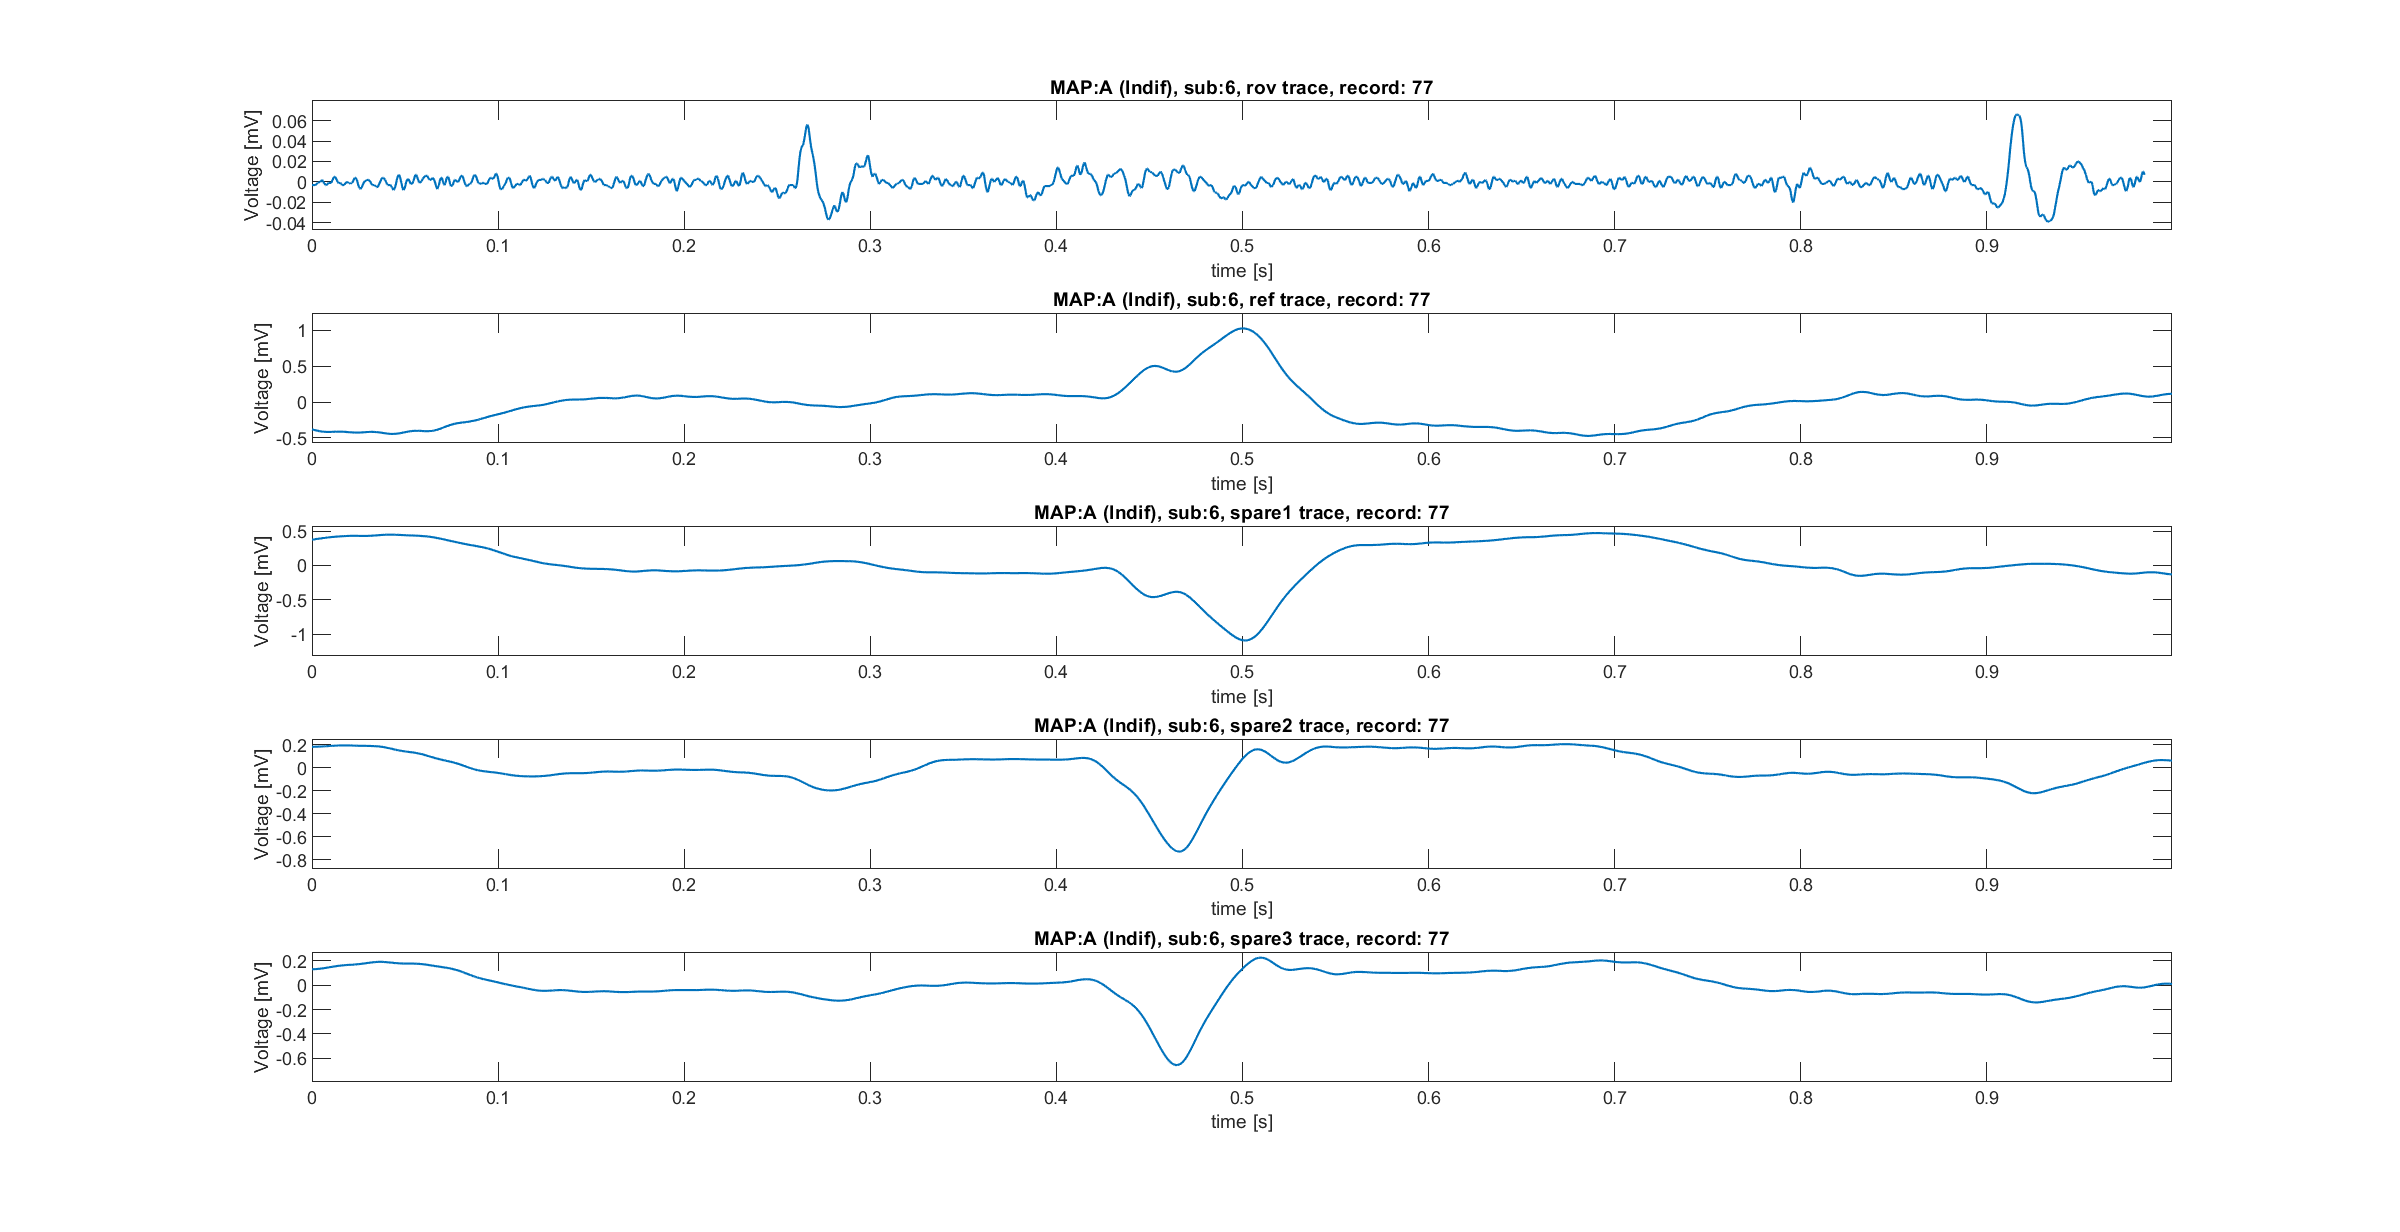 MAP:A (Indif), sub:6, rov trace, record: 77
Voltage [mV]
0.06
0.04
0.02
0
-0.02
-0.04
0 0.1 0.2 0.3 0.4 0.5 0.6 0.7 0.8 0.9
time [s]
MAP:A (Indif), sub:6, ref trace, record: 77
Voltage [mV]
1
0.5
0
-0.5
0 0.1 0.2 0.3 0.4 0.5 0.6 0.7 0.8 0.9
time [s]
MAP:A (Indif), sub:6, spare1 trace, record: 77
Voltage [mV]
0.5
0
-0.5
-1
0 0.1 0.2 0.3 0.4 0.5 0.6 0.7 0.8 0.9
time [s]
MAP:A (Indif), sub:6, spare2 trace, record: 77
Voltage [mV]
0.2
0
-0.2
-0.4
-0.6
-0.8
0 0.1 0.2 0.3 0.4 0.5 0.6 0.7 0.8 0.9
time [s]
MAP:A (Indif), sub:6, spare3 trace, record: 77
Voltage [mV]
0.2
0
-0.2
-0.4
-0.6
0 0.1 0.2 0.3 0.4 0.5 0.6 0.7 0.8 0.9
time [s]